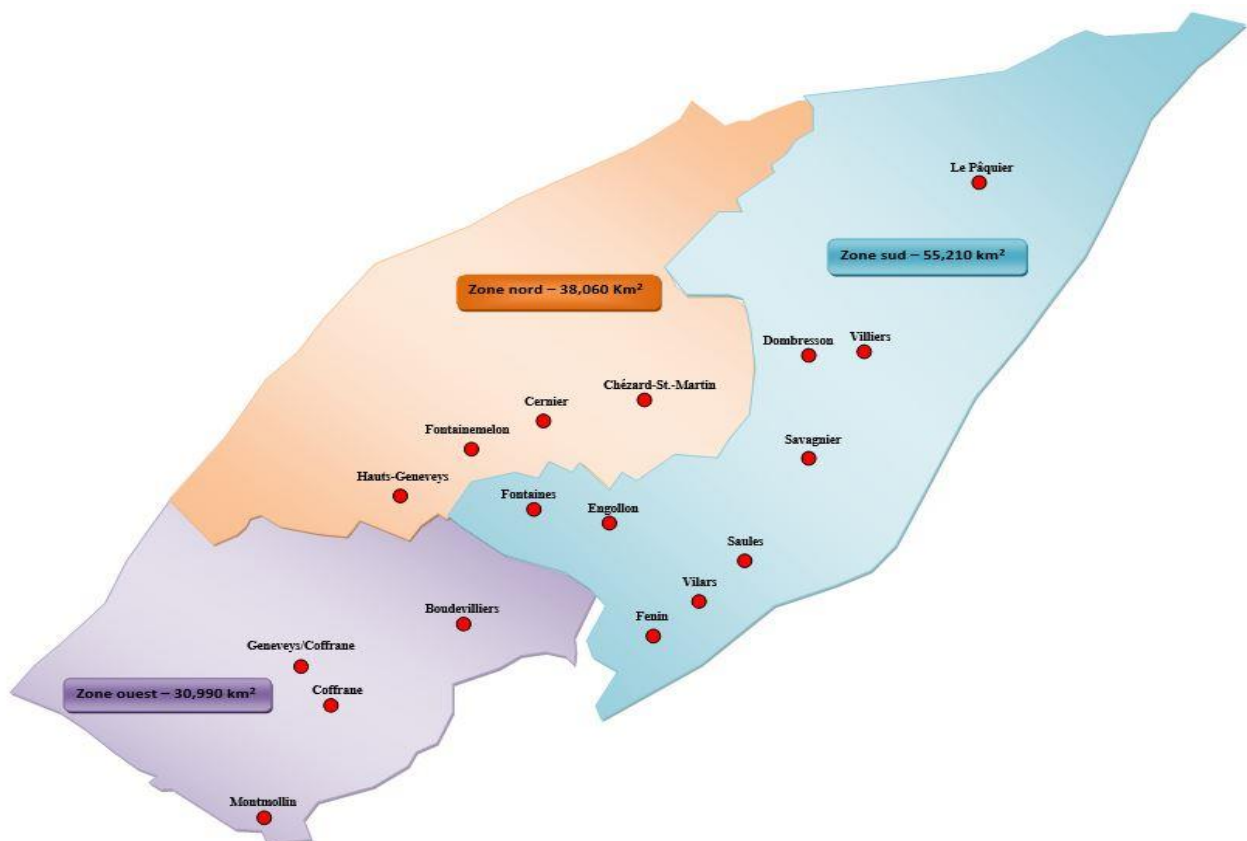 Le Pâquier
Zone sud – 55,210 km²
Zone nord – 38,060 Km²
Dombresson
Villiers
Chézard-St.-Martin
Cernier
Fontainemelon
Savagnier
Hauts-Geneveys
Fontaines
Engollon
Saules
Vilars
Boudevilliers
Fenin
Geneveys/Coffrane
Zone ouest – 30,990 km²
Coffrane
Montmollin